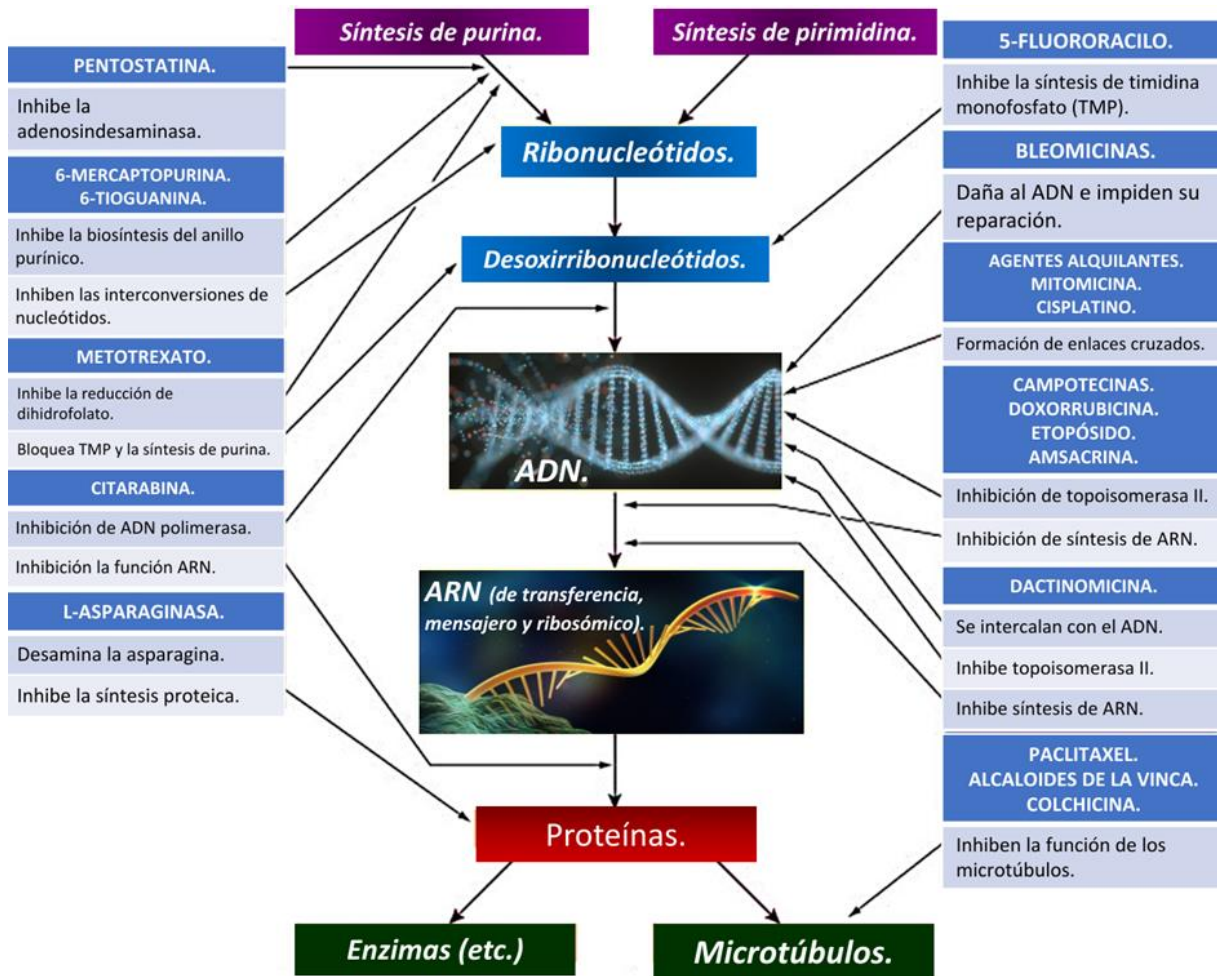 Síntesis de purina.
Síntesis de pirimidina.
PENTOSTATINA.
Inhibe la
adenosindesaminasa.
6-MERCAPTOPURINA.
6-TIOGUANINA.
Inhibe la biosíntesis del anillo
purínico.
Inhiben las interconversiones de
nucleótidos.
METOTREXATO.
Inhibe la reducción de
dihidrofolato.
Bloquea TMP y la síntesis de purina.
CITARABINA.
Inhibición de ADN polimerasa.
Inhibición la función ARN.
L-ASPARAGINASA.
Desamina la asparagina.
Inhibe la síntesis proteica.
Ribonucleótidos.
Desoxirribonucleótidos.
ADN.
ARN (de transferencia,
mensajero y ribosómico).
Proteínas.
Enzimas (etc.)
Microtúbulos.
5-FLUORORACILO.
Inhibe la síntesis de timidina
monofosfato (TMP).
BLEOMICINAS.
Daña al ADN e impiden su
reparación.
AGENTES ALQUILANTES.
MITOMICINA.
CISPLATINO.
Formación de enlaces cruzados.
CAMPOTECINAS.
DOXORRUBICINA.
ETOPÓSIDO.
AMSACRINA.
Inhibición de topoisomerasa II.
Inhibición de síntesis de ARN.
DACTINOMICINA.
Se intercalan con el ADN.
Inhibe topoisomerasa II.
Inhibe síntesis de ARN.
PACLITAXEL.
ALCALOIDES DE LA VINCA.
COLCHICINA.
Inhiben la función de los
microtúbulos.